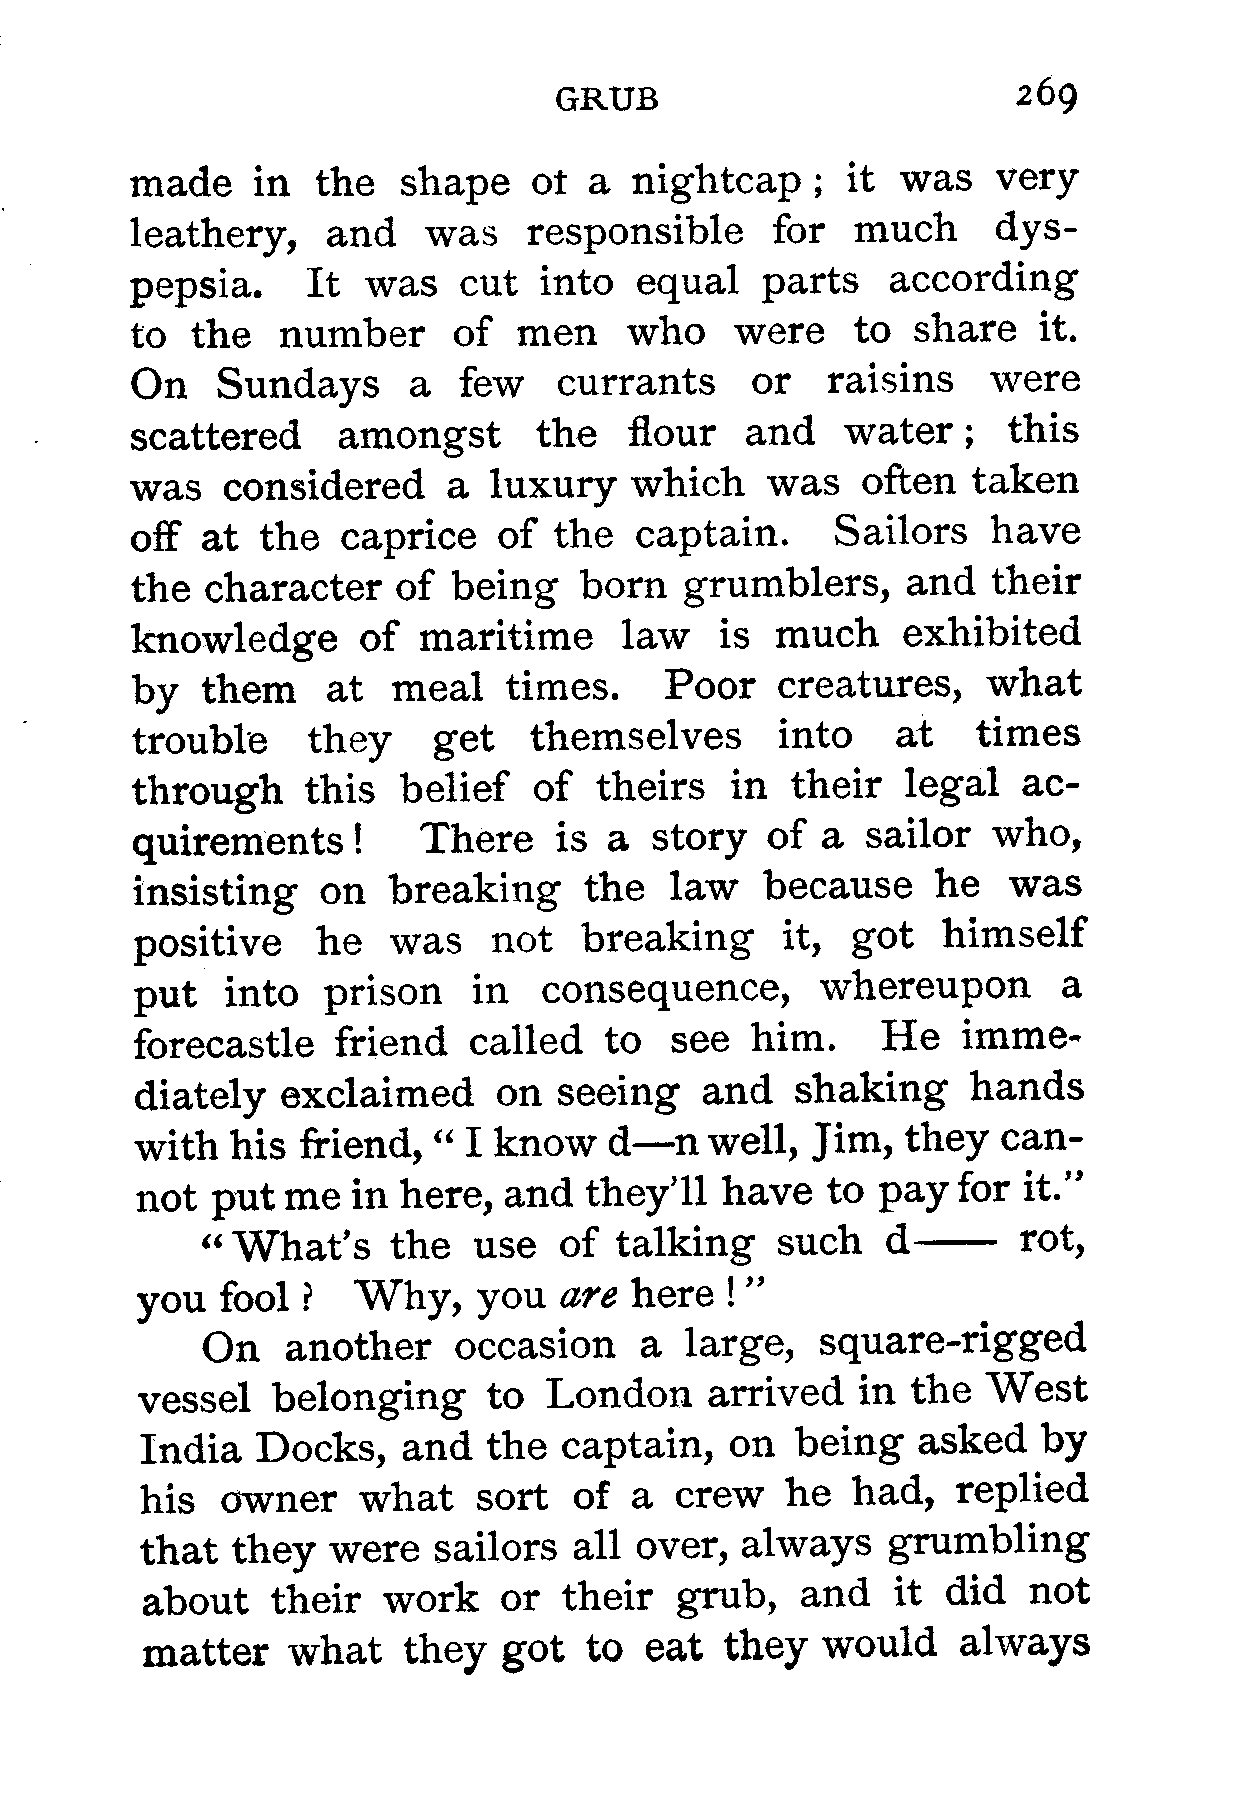 GRUB 269
made in the shape ot a nightcap ; it was very
leathery, and was responsible for much dys-
pepsia. It was cut into equal parts according
to the number of men who were to share it.
On Sundays a few currants or raisins were
scattered amongst the flour and water ; this
was considered a luxury which was often taken
off at the caprice of the captain. Sailors have
the character of being born grumblers, and their
knowledge of maritime law is much exhibited
by them at meal times. Poor creatures, what
trouble they get themselves into at times
through this belief of theirs in their legal ac-
quirements ! There is a story of a sailor who,
insisting on breaking the law because he was
positive he was not breaking it, got himself
put into prison in consequence, whereupon a
forecastle friend called to see him. He imme-
diately exclaimed on seeing and shaking hands
with his friend, “ I know d—n well, Jim, they can-
not put me in here, and they’ll have to pay for it.”
“ What’s the use of talking such d—— rot,
you fool ? Why, you are here ! ”
On another occasion a large, square-rigged
vessel belonging to London arrived in the West
India Docks, and the captain, on being asked by
his owner what sort of a crew he had, replied
that they were sailors all over, always grumbling
about their work or their grub, and it did not
matter what they got to eat they would always